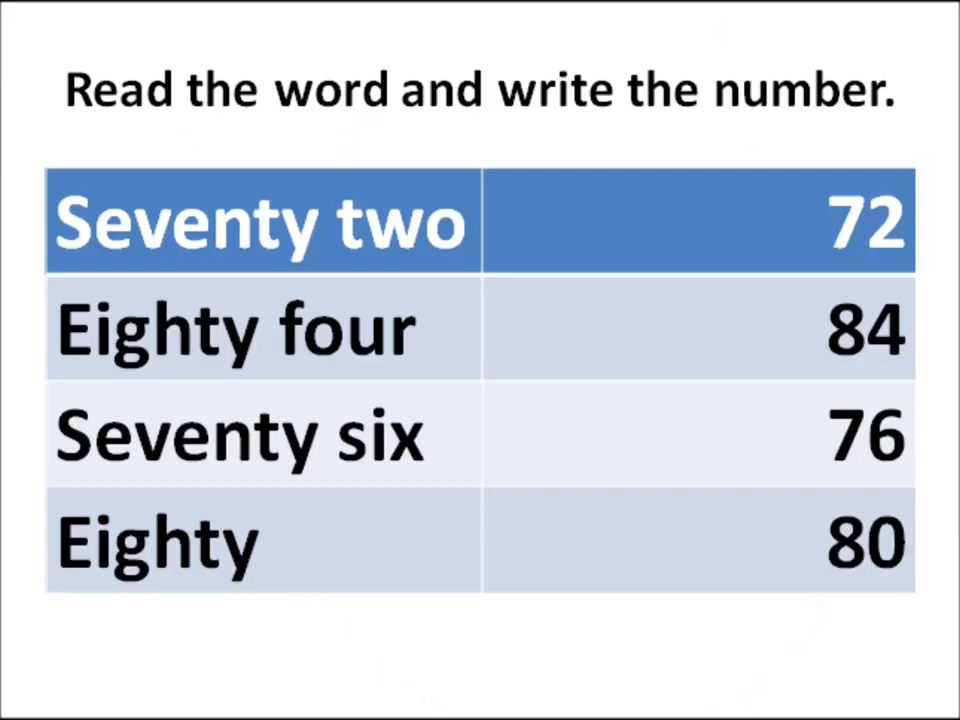 Read the word and write the number.
Seventy two 72
Eighty four 84
Seventy six 76
Eighty 80